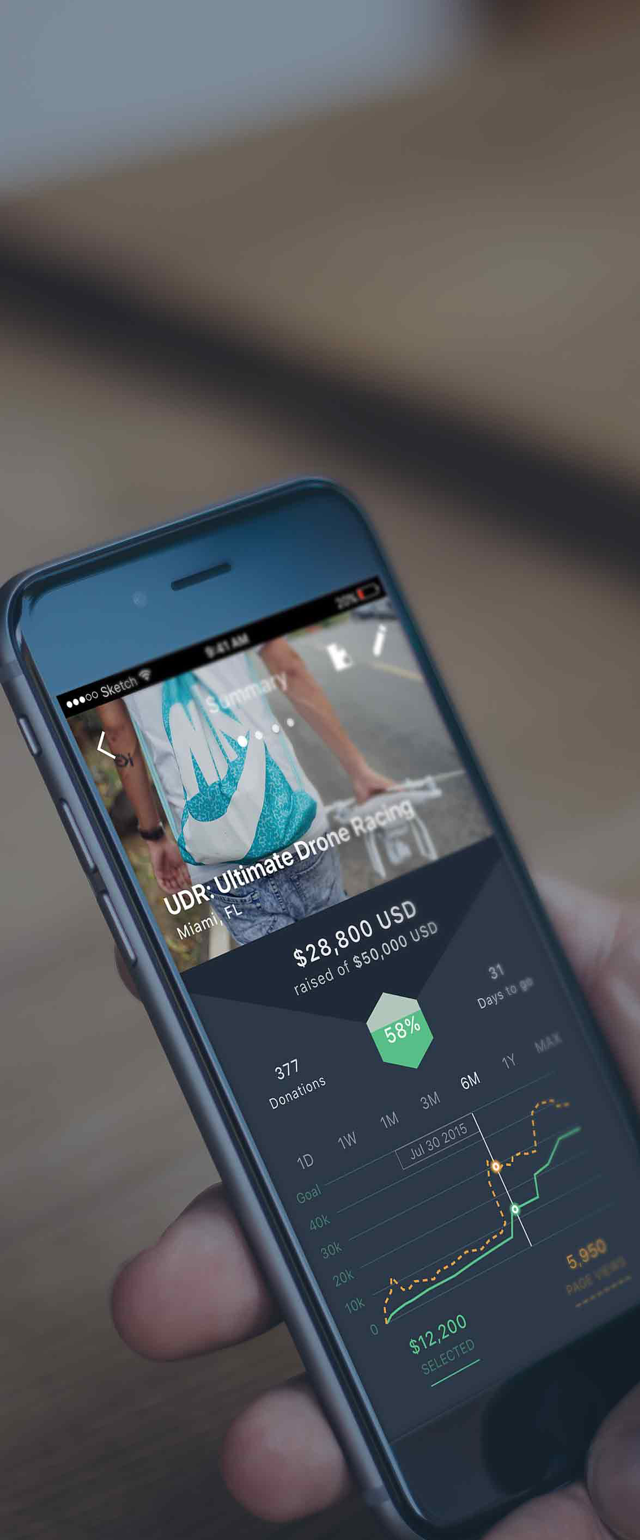 Sketch
9:41 AM
20%
Summary
NIKE
UDR: Ultimate Drone Racing
Miami, FL
$28,800 USD
raised of $50,000 USD
31
Days to go
58%
377
Donations
1D 1W 1M 3M 6M 1Y MAX
Jul 30 2015
Goal
40k
30k
20k
10k
0
$12,200
SELECTED
5,950
PAGE VIEWS